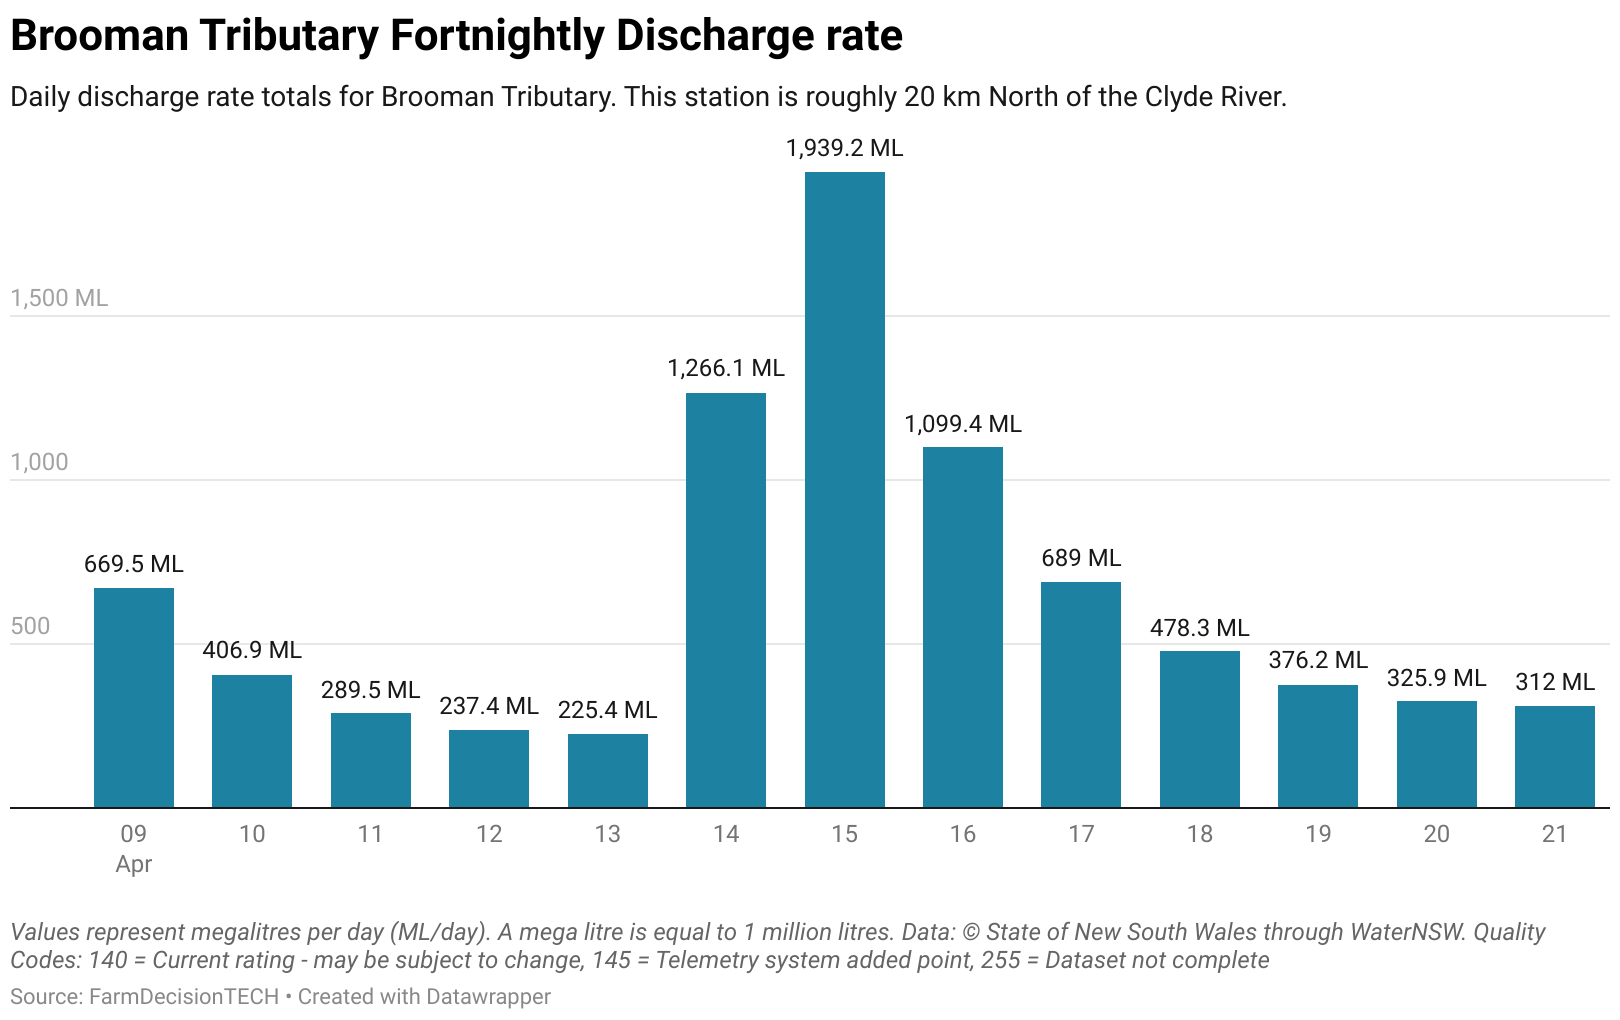 Brooman Tributary Fortnightly Discharge rate
Daily discharge rate totals for Brooman Tributary. This station is roughly 20 km North of the Clyde River.
1,939.2 ML
1,500 ML
1,266.1 ML
1,099.4 ML
1,000
669.5 ML
689 ML
500
406.9 ML
289.5 ML
237.4 ML
225.4 ML
478.3 ML
376.2 ML
325.9 ML
312 ML
09 10 11 12 13 14 15 16 17 18 19 20 21
Apr
Values represent megalitres per day (ML/day). A mega litre is equal to 1 million litres. Data: © State of New South Wales through WaterNSW. Quality
Codes: 140 = Current rating - may be subject to change, 145 = Telemetry system added point, 255 = Dataset not complete
Source: FarmDecisionTECH • Created with Datawrapper